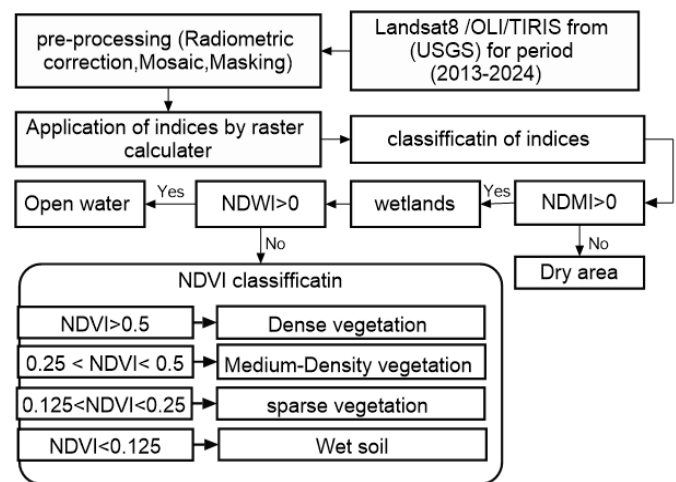 Landsat8 /OLI/TIRIS from
(USGS) for period
(2013-2024)
pre-processing (Radiometric
correction,Mosaic,Masking)
Application of indices by raster
calculater
classifficatin of indices
NDMI>0
Yes
No
Dry area
wetlands
NDWI>0
Yes
Open water
No
NDVI classifficatin
NDVI>0.5
Dense vegetation
0.25 < NDVI< 0.5
Medium-Density vegetation
0.125<NDVI<0.25
sparse vegetation
NDVI<0.125
Wet soil